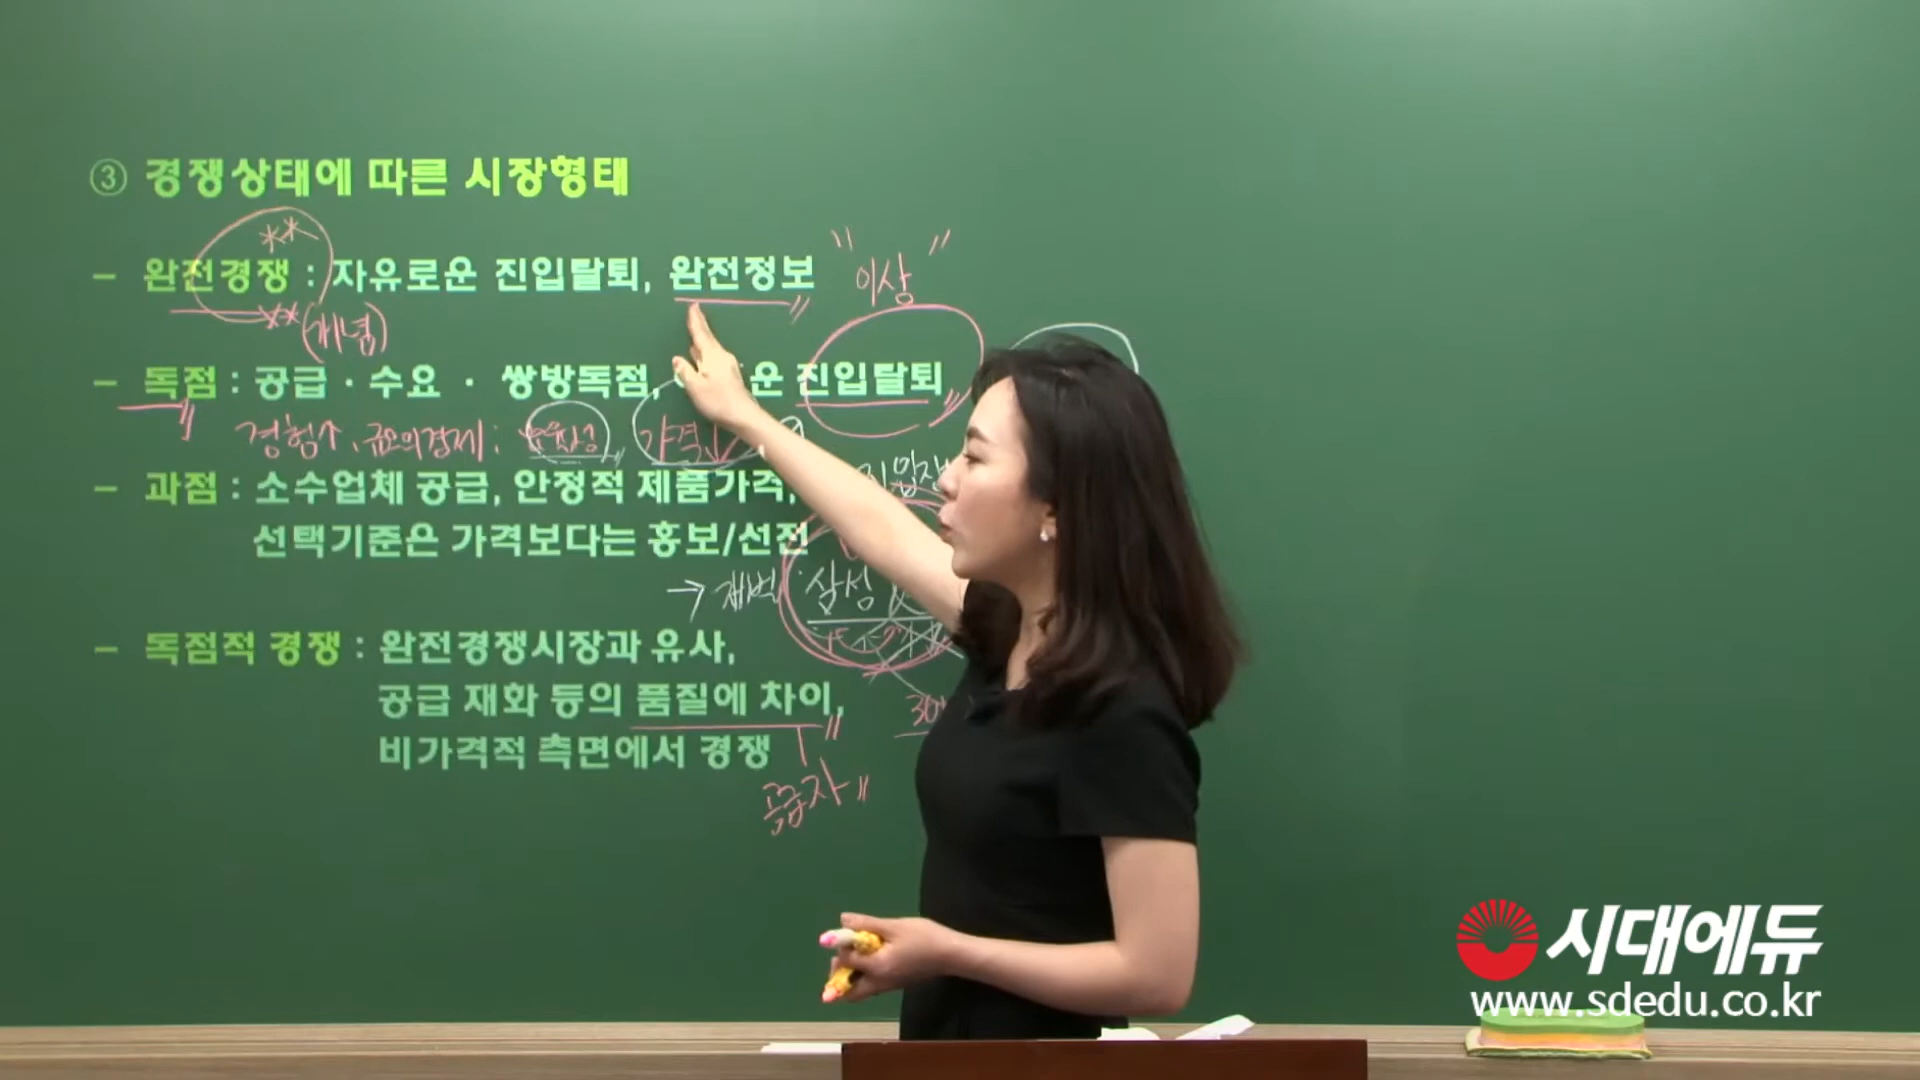 ③ 경쟁상태에 따른 시장형태
- 완전경쟁 : 자유로운 진입탈퇴, 완전정보
" 이상 "
(개념)
- 독점 : 공급 · 수요 · 쌍방독점, 운 진입탈퇴
경험↑, 규모의경제; 가격↓
- 과점 : 소수업체 공급, 안정적 제품가격,
선택기준은 가격보다는 홍보/선전
→ 재벌 삼성
- 독점적 경쟁 : 완전경쟁시장과 유사,
공급 재화 등의 품질에 차이,
비가격적 측면에서 경쟁
공급자
시대에듀
www.sdedu.co.kr